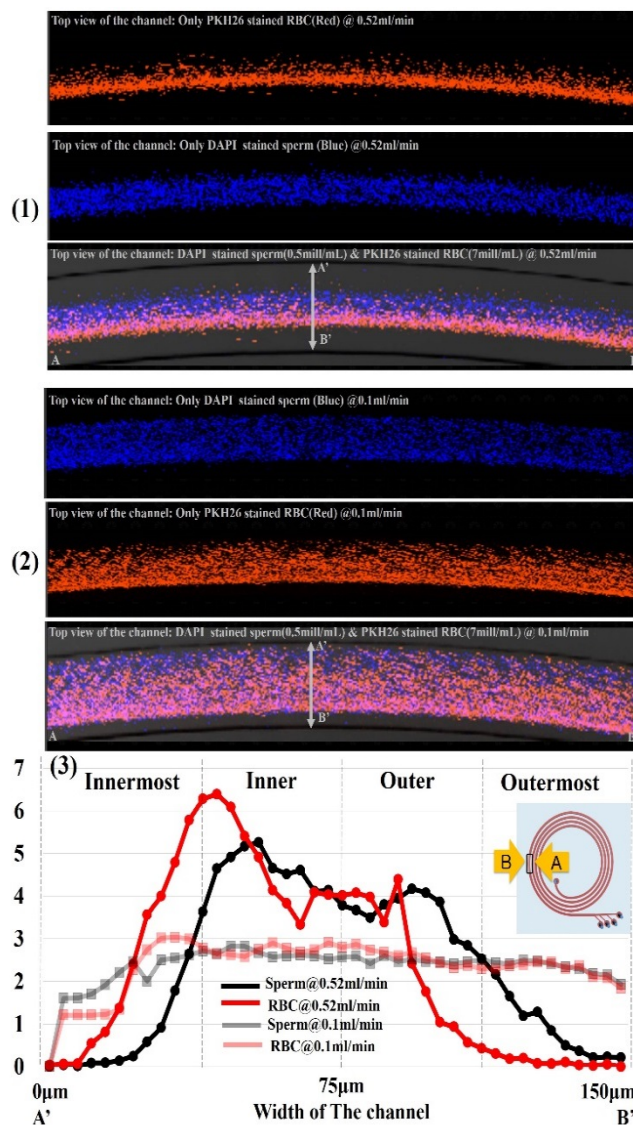 Top view of the channel: Only PKH26 stained RBC(Red) @ 0.52ml/min
Top view of the channel: Only DAPI stained sperm (Blue) @0.52ml/min
(1)
Top view of the channel: DAPI stained sperm(0.5mill/mL) & PKH26 stained RBC(7mill/mL) @ 0.52ml/min
A'
B'
A
Top view of the channel: Only DAPI stained sperm (Blue) @0.1ml/min
Top view of the channel: Only PKH26 stained RBC(Red) @0.1ml/min
(2)
Top view of the channel: DAPI stained sperm(0.5mill/mL) & PKH26 stained RBC(7mill/mL) @ 0.1ml/min
A'
B'
A
(3)
7
6
5
4
3
2
1
0
Innermost Inner Outer Outermost
B A
Sperm@0.52ml/min
RBC@0.52ml/min
Sperm@0.1ml/min
RBC@0.1ml/min
0µm 75µm 150µm
A' Width of The channel B'